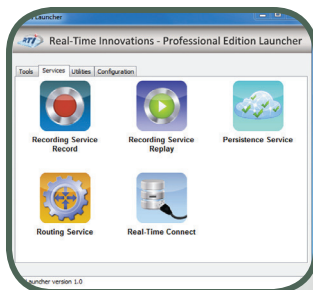 Launcher
rti Real-Time Innovations - Professional Edition Launcher
Tools Services Utilities Configuration
Recording Service
Record
Recording Service
Replay
Persistence Service
Routing Service
Real-Time Connect
Launcher version 1.0